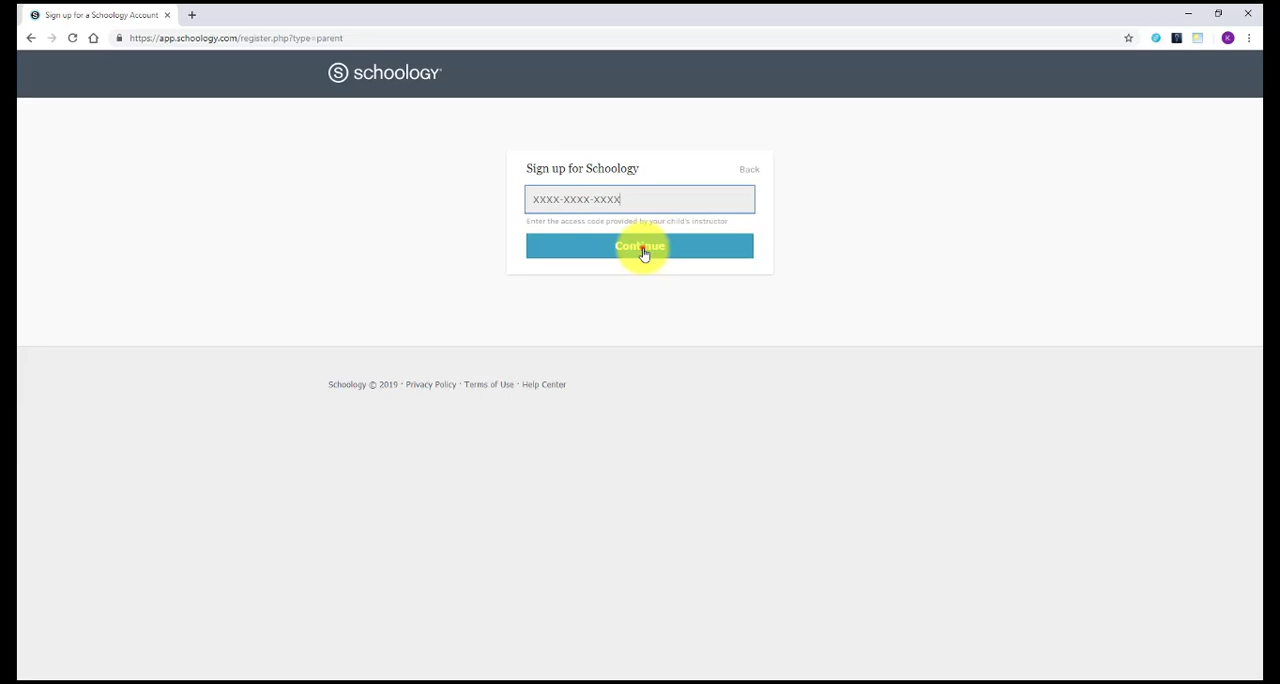 Sign up for a Schoology Account
https://app.schoology.com/register.php?type=parent
K
S schoology
Sign up for Schoology
Back
XXXX-XXXX-XXXX
Enter the access code provided by your child's instructor
Continue
Schoology © 2019 · Privacy Policy · Terms of Use · Help Center